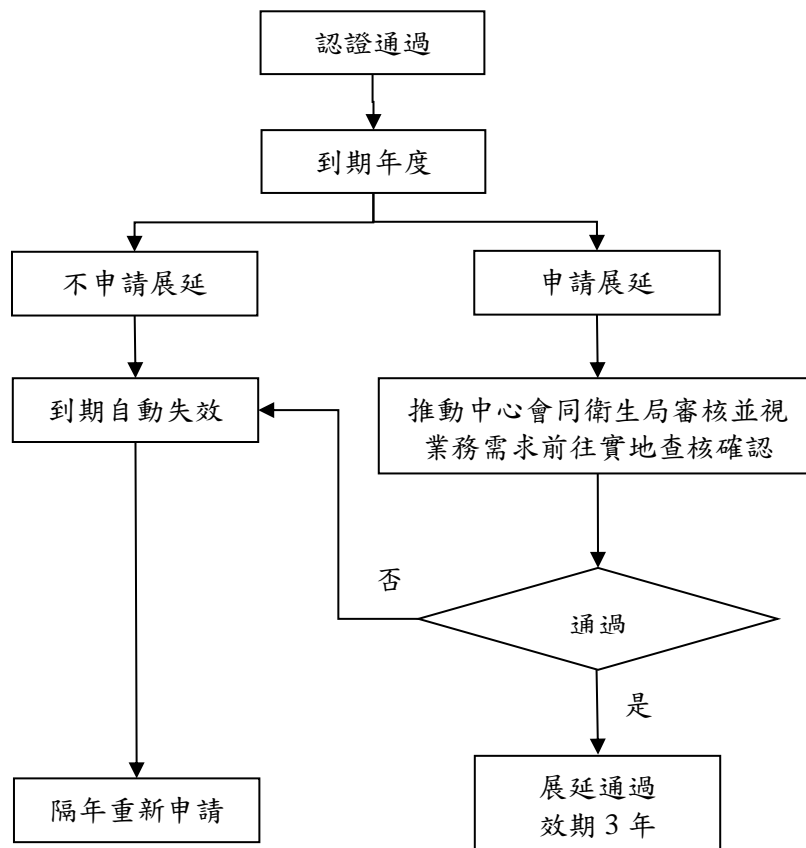 認證通過
到期年度
不申請展延
申請展延
到期自動失效
推動中心會同衛生局審核並視
業務需求前往實地查核確認
否
通過
是
隔年重新申請
展延通過
效期 3 年